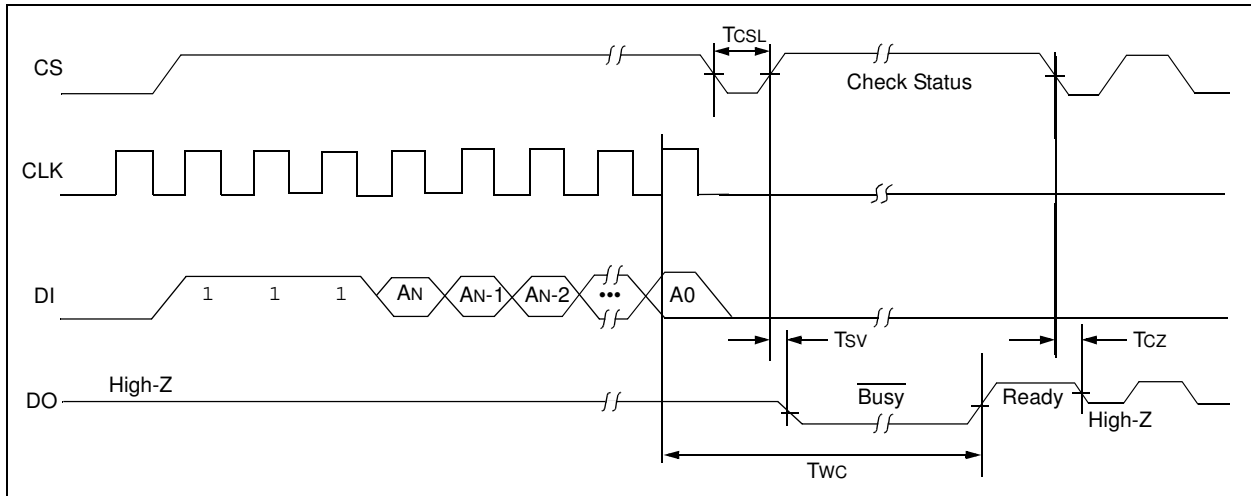 TCSL
CS
Check Status
CLK
DI
1 1 1 AN AN-1 AN-2 ••• A0
TSV
TCZ
High-Z
DO
Busy
Ready
High-Z
TWC